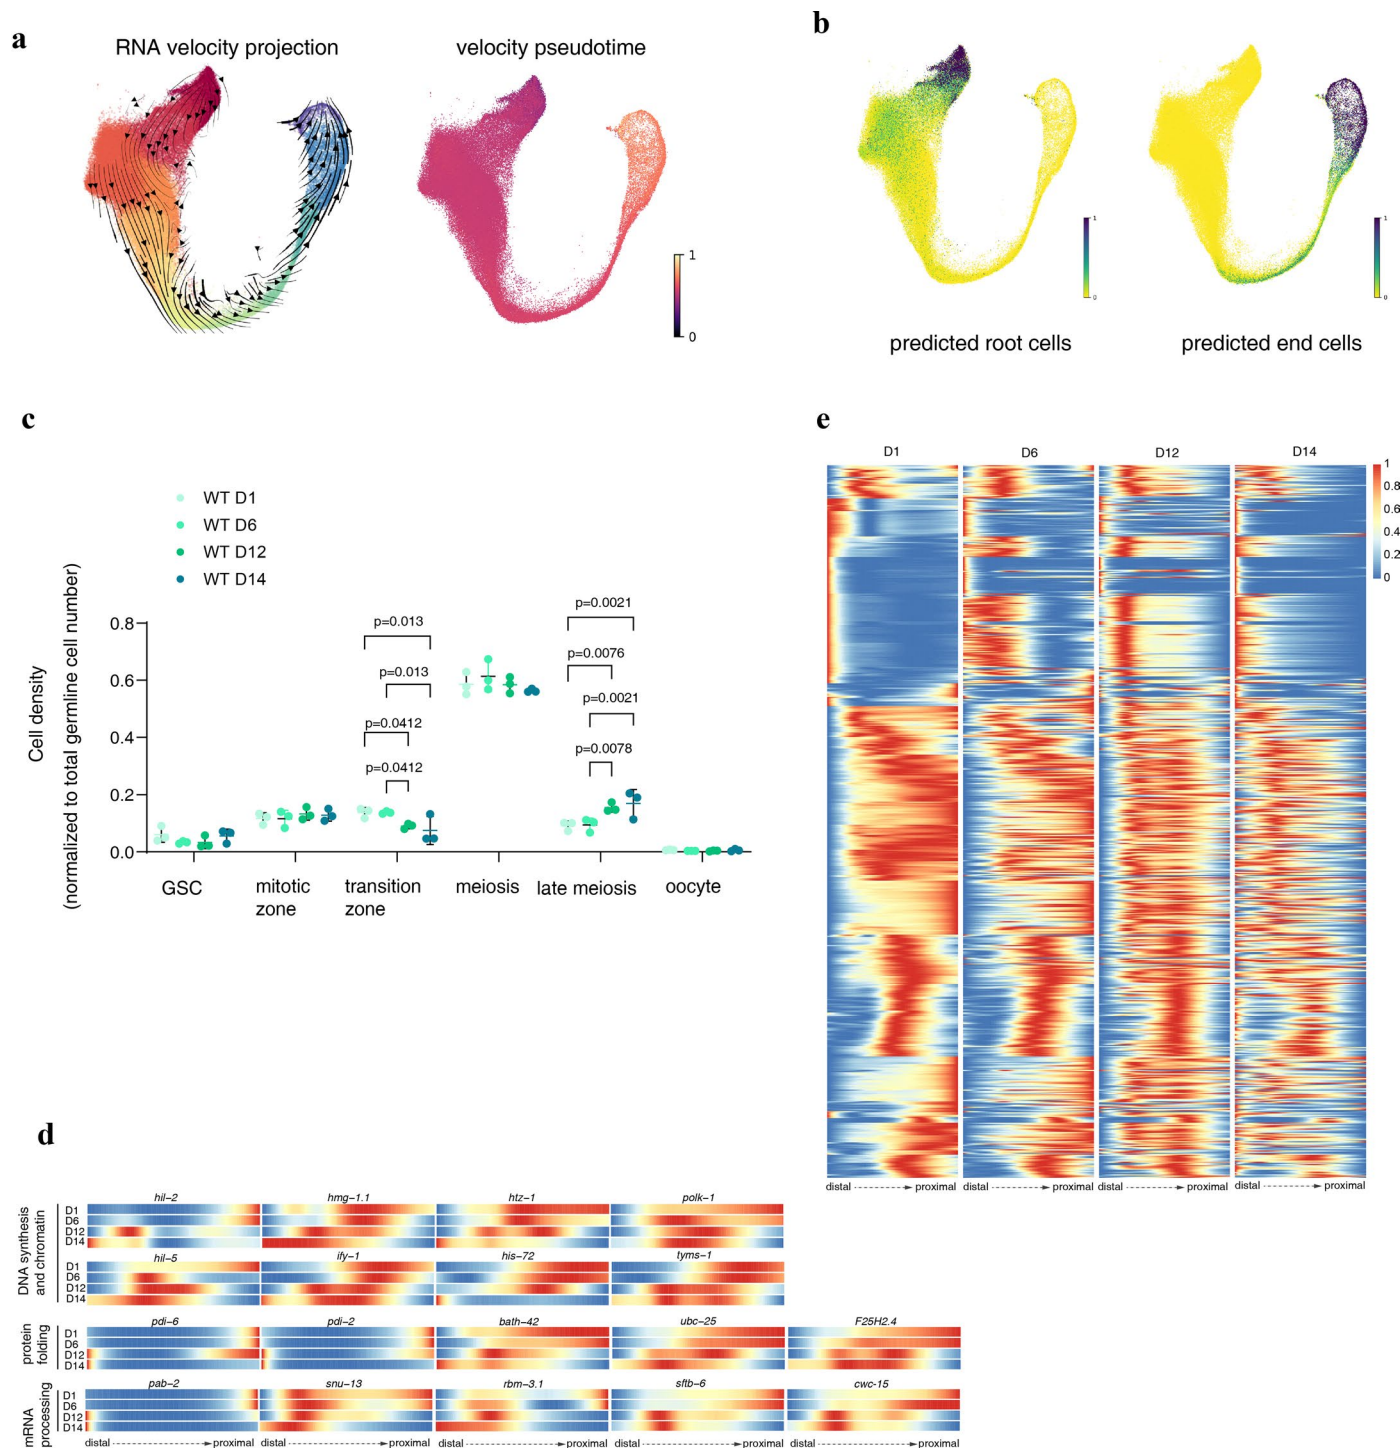 a
RNA velocity projection
velocity pseudotime
1
0
b
1
0
1
0
predicted root cells
predicted end cells
c
WT D1
WT D6
WT D12
WT D14
Cell density
(normalized to total germline cell number)
0.8
0.6
0.4
0.2
0.0
p=0.013
p=0.013
p=0.0412
p=0.0412
p=0.0021
p=0.0076
p=0.0021
p=0.0078
GSC
mitotic zone
transition zone
meiosis
late meiosis
oocyte
e
D1
D6
D12
D14
1
0.8
0.6
0.4
0.2
0
distal
proximal
distal
proximal
distal
proximal
distal
proximal
d
DNA synthesis
and chromatin
hil-2
hmg-1.1
htz-1
polk-1
D1
D6
D12
D14
hil-5
ify-1
his-72
tyms-1
D1
D6
D12
D14
protein
folding
pdi-6
pdi-2
bath-42
ubc-25
F25H2.4
D1
D6
D12
D14
mRNA
processing
pab-2
snu-13
rbm-3.1
sftb-6
cwc-15
D1
D6
D12
D14
distal
proximal
distal
proximal
distal
proximal
distal
proximal
distal
proximal